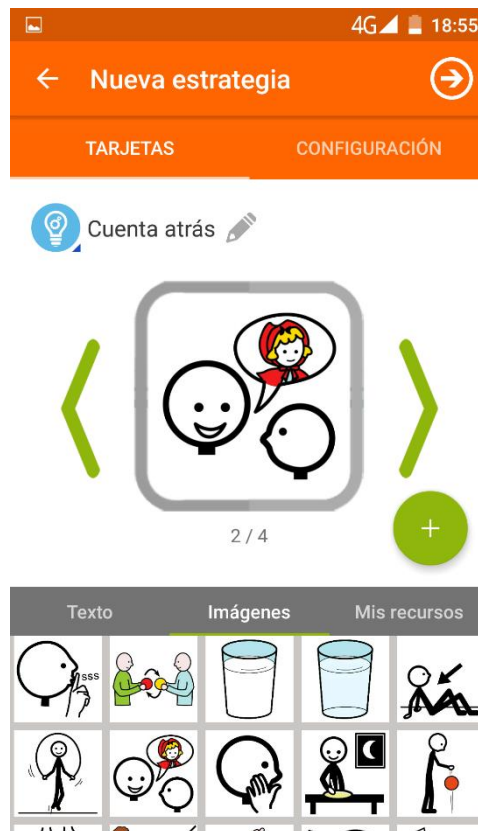 4G 18:55
Nueva estrategia
TARJETAS CONFIGURACIÓN
Cuenta atrás
2 / 4
+
Texto Imágenes Mis recursos
sss